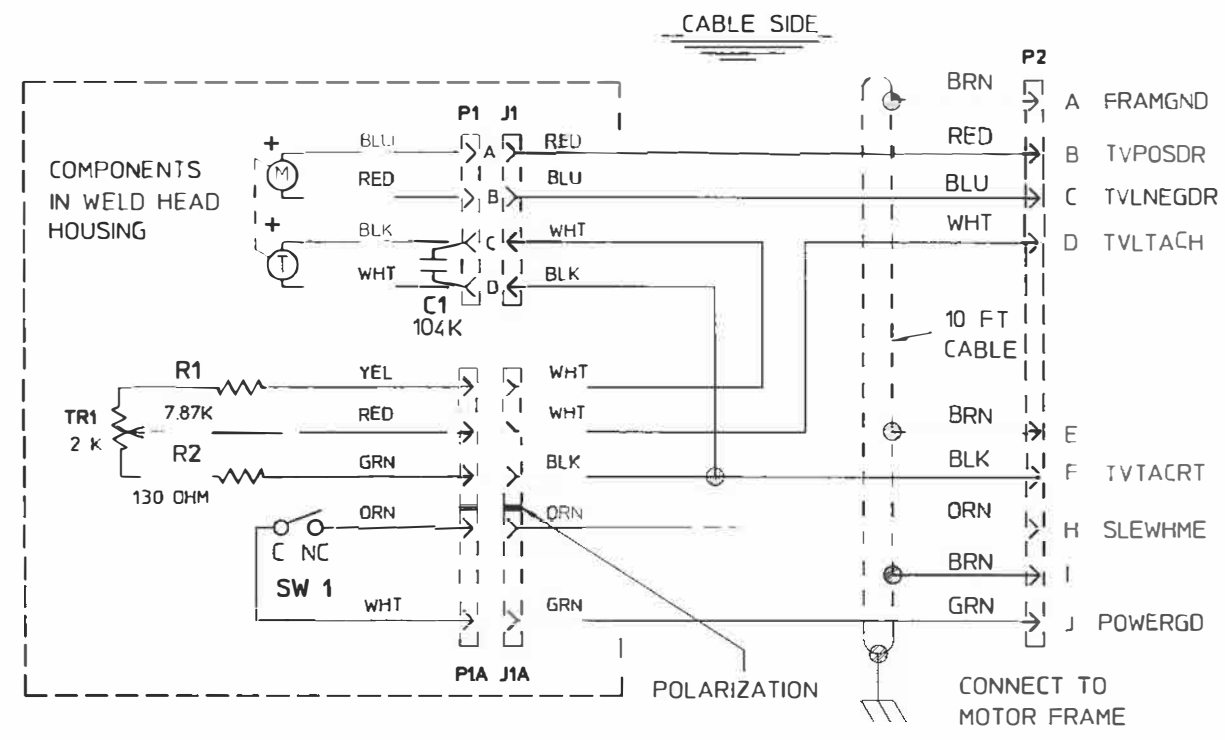 CABLE SIDE
P2
BRN A FRAMGND
P1 J1
BLU A RED RED B TVPOSDR
COMPONENTS
IN WELD HEAD
HOUSING
+
M
RED B BLU BLU C TVLNEGDR
+
T
BLK C WHT WHT D TVLTACH
WHT D BLK
C1
104K
10 FT
CABLE
R1 YEL WHT
TR1
2 K
7.87K RED WHT BRN E
R2 GRN BLK BLK F TVTACRT
130 OHM
ORN ORN ORN H SLEWHME
C NC
SW 1
BRN I
WHT GRN GRN J POWERGD
P1A J1A
POLARIZATION
CONNECT TO
MOTOR FRAME